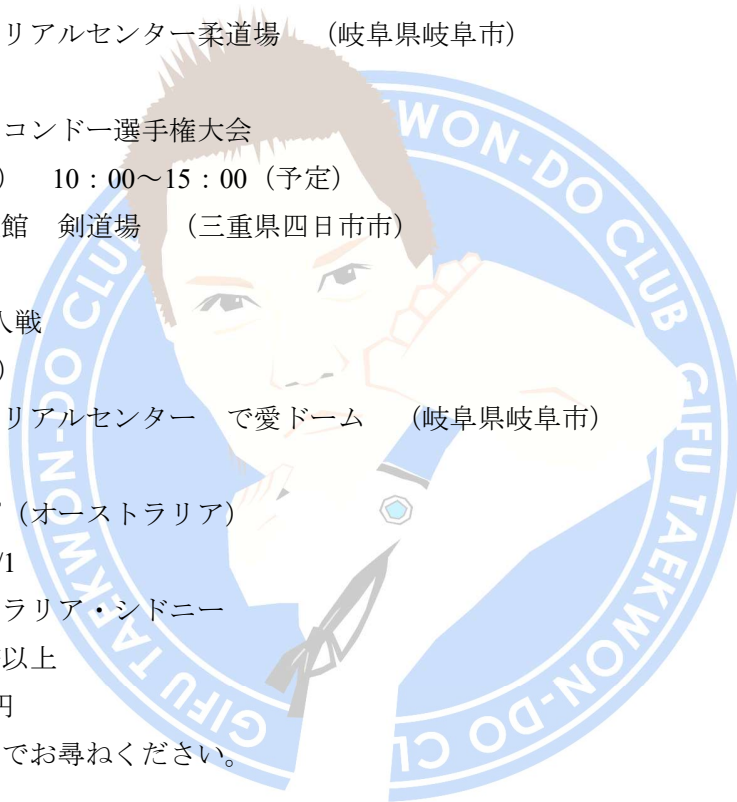 リアルセンター柔道場　（岐阜県岐阜市）
コンドー選手権大会
）　10：00～15：00（予定）
館　剣道場　（三重県四日市市）
人戦
）
リアルセンター　で愛ドーム　（岐阜県岐阜市）
（オーストラリア）
/1
ラリア・シドニー
以上
円
でお尋ねください。
GIFU TAEKWON-DO CLUB GIFU TAEKWON-DO CLUB